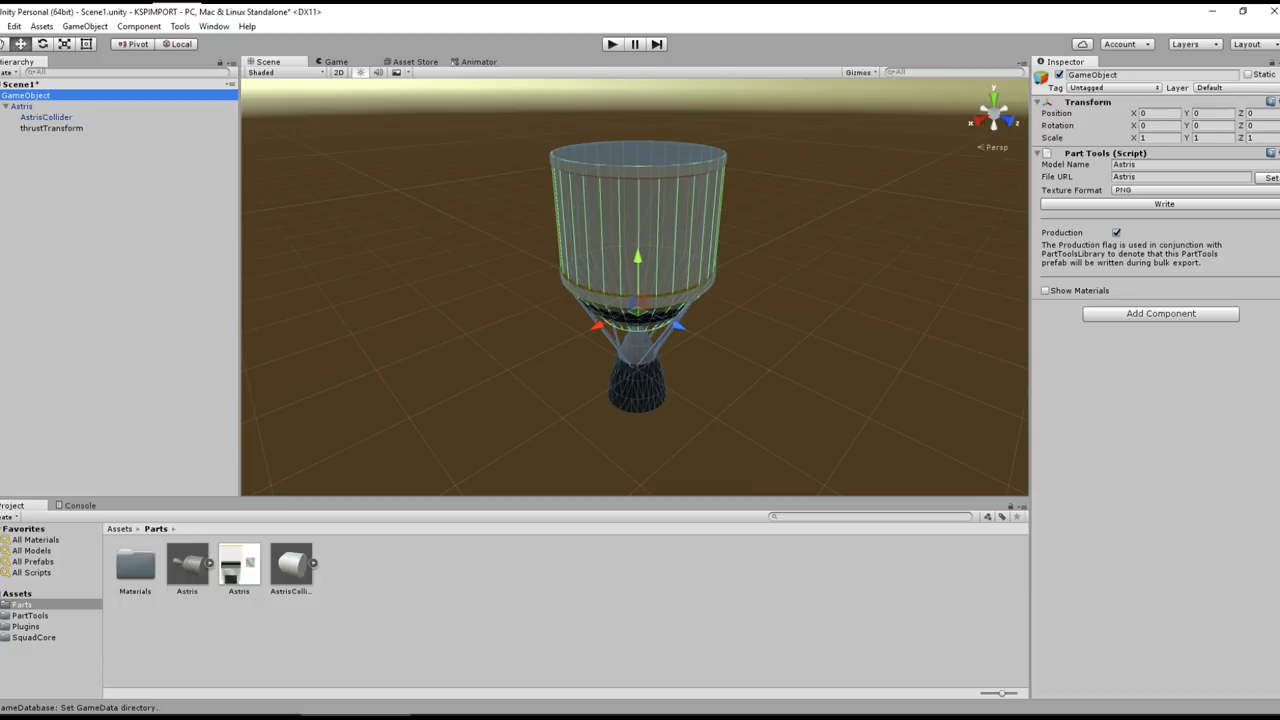 Unity Personal (64bit) - Scene1.unity - KSPIMPORT - PC, Mac & Linux Standalone* <DX11>
Edit Assets GameObject Component Tools Window Help
Pivot Local Account Layers Layout
Hierarchy Scene Game Asset Store Animator Inspector
ate All Shaded 2D Gizmos All GameObject Static
Scene1*
Tag Untagged Layer Default
GameObject
Astris
AstrisCollider
thrustTransform
y
x
z
Persp
Transform
Position X 0 Y 0 Z 0
Rotation X 0 Y 0 Z 0
Scale X 1 Y 1 Z 1
Part Tools (Script)
Model Name Astris
File URL Astris Set
Texture Format PNG
Write
Production
The Production flag is used in conjunction with
PartToolsLibrary to denote that this PartTools
prefab will be written during bulk export.
Show Materials
Add Component
Project Console
ate
Favorites
All Materials
All Models
All Prefabs
All Scripts
Assets
Parts
PartTools
Plugins
SquadCore
Assets Parts
Materials Astris Astris AstrisColli...
ameDatabase: Set GameData directory.